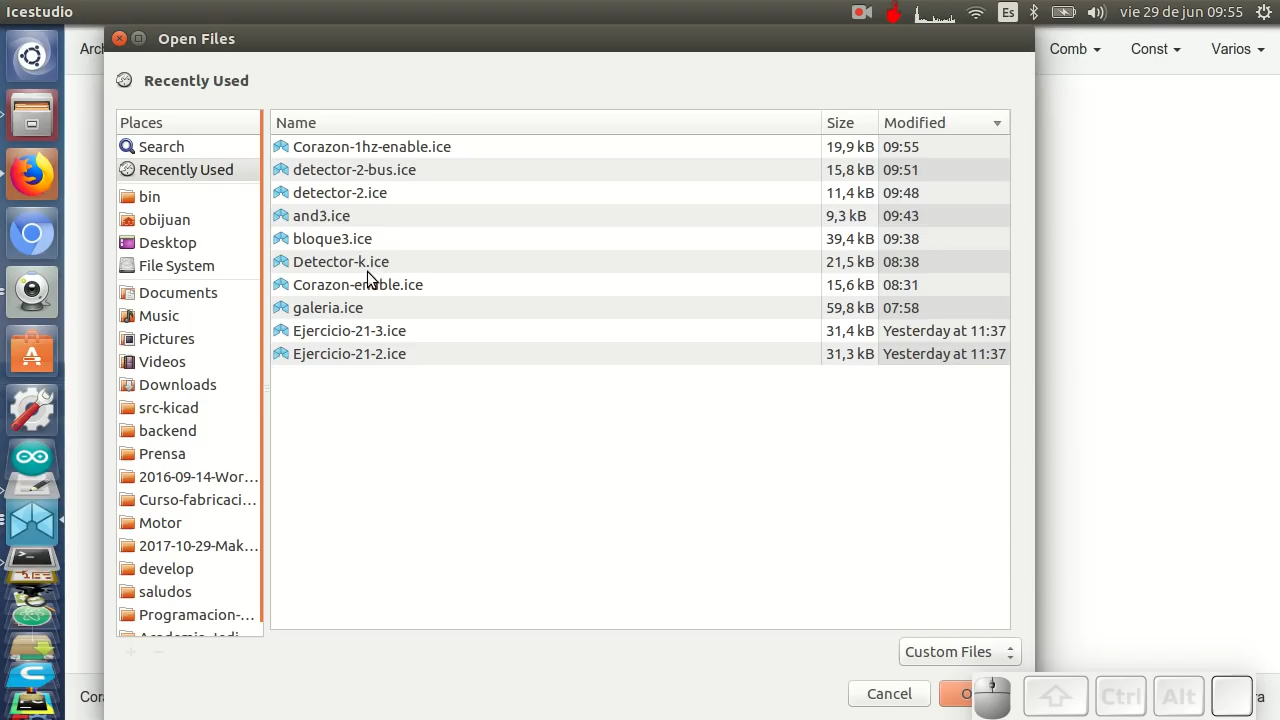 Icestudio
Es
vie 29 de jun 09:55
Open Files
Arc
Comb
Const
Varios
Recently Used
Places
Name
Size
Modified
Search
Corazon-1hz-enable.ice 19,9 kB 09:55
Recently Used
detector-2-bus.ice 15,8 kB 09:51
bin
detector-2.ice 11,4 kB 09:48
obijuan
and3.ice 9,3 kB 09:43
Desktop
bloque3.ice 39,4 kB 09:38
File System
Detector-k.ice 21,5 kB 08:38
Documents
Corazon-enable.ice 15,6 kB 08:31
Music
galeria.ice 59,8 kB 07:58
Pictures
Ejercicio-21-3.ice 31,4 kB Yesterday at 11:37
Videos
Ejercicio-21-2.ice 31,3 kB Yesterday at 11:37
Downloads
src-kicad
backend
Prensa
2016-09-14-Wor...
Curso-fabricaci...
Motor
2017-10-29-Mak...
develop
saludos
Programacion-...
Custom Files
Cancel
O
Cora
Ctrl
Alt
a